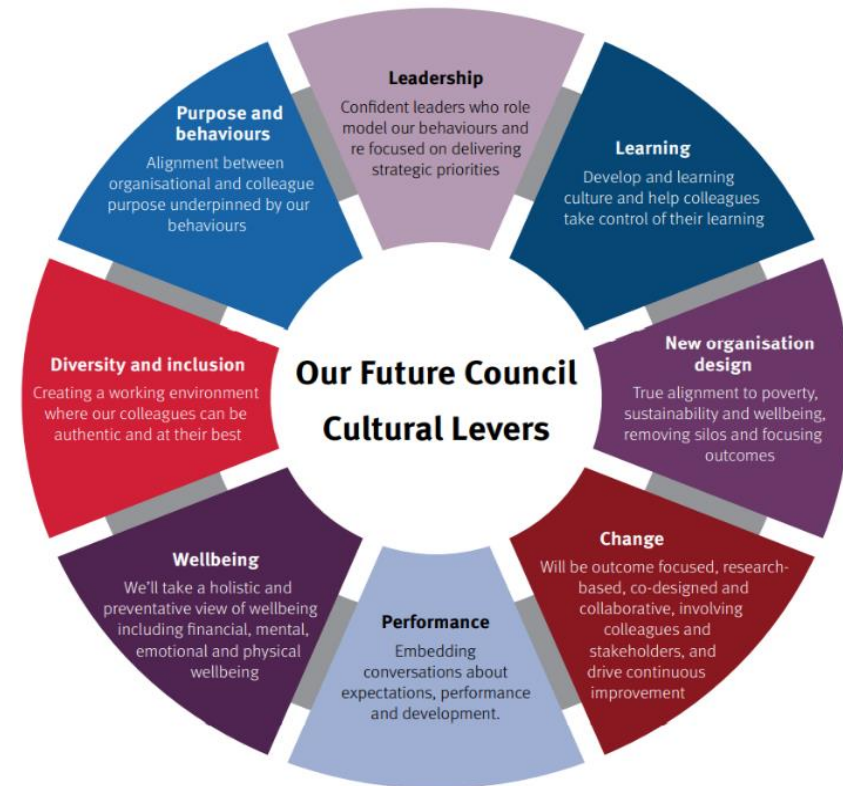 Leadership
Confident leaders who role
model our behaviours and
re focused on delivering
strategic priorities
Learning
Develop and learning
culture and help colleagues
take control of their learning
New organisation
design
True alignment to poverty,
sustainability and wellbeing,
removing silos and focusing
outcomes
Change
Will be outcome focused, research-
based, co-designed and
collaborative, involving
colleagues and
stakeholders, and
drive continuous
improvement
Performance
Embedding
conversations about
expectations, performance
and development.
Wellbeing
We’ll take a holistic and
preventative view of wellbeing
including financial, mental,
emotional and physical
wellbeing
Diversity and inclusion
Creating a working environment
where our colleagues can be
authentic and at their best
Purpose and
behaviours
Alignment between
organisational and colleague
purpose underpinned by our
behaviours
Our Future Council
Cultural Levers